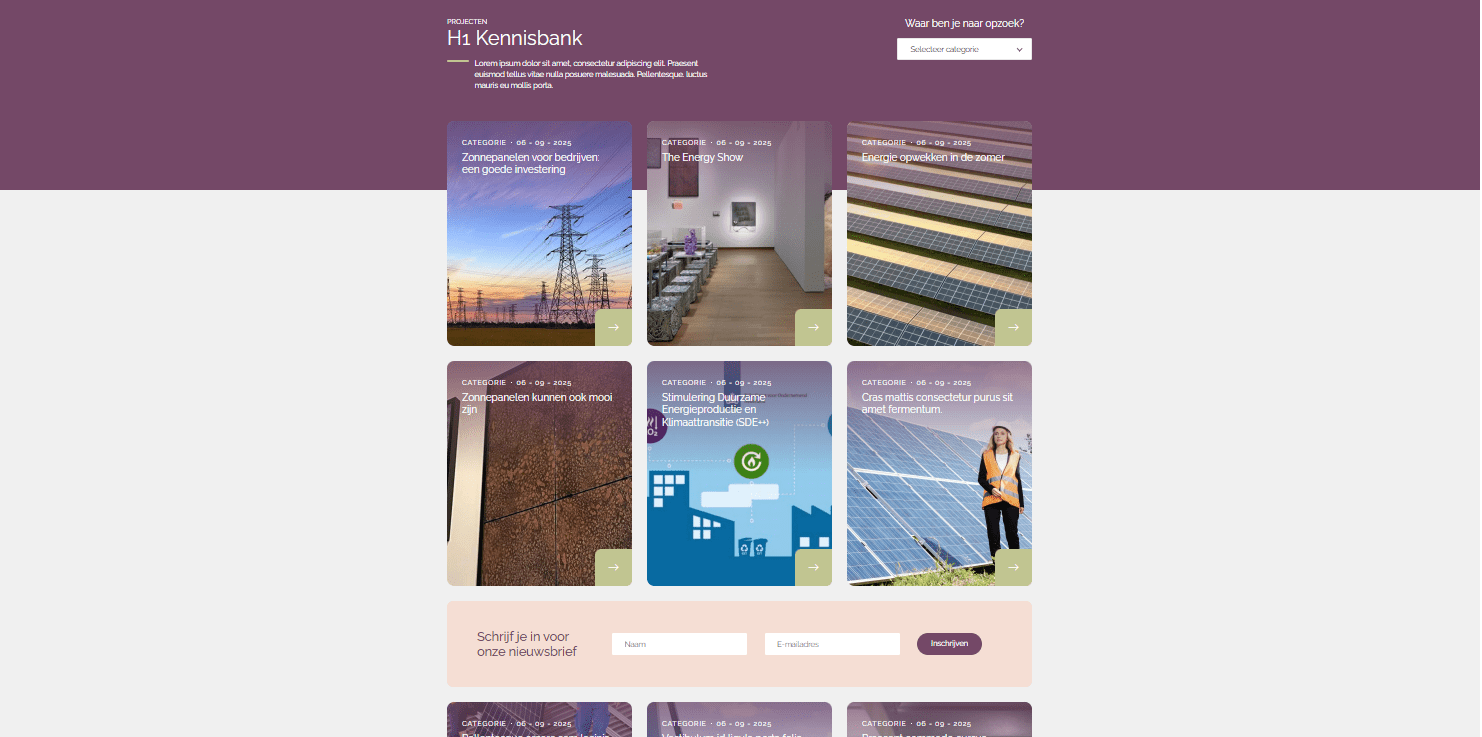 PROJECTEN
H1 Kennisbank
Lorem ipsum dolor sit amet, consectetur adipiscing elit. Praesent
euismod tellus vitae nulla posuere malesuada. Pellentesque. luctus
mauris eu mollis porta.
Waar ben je naar opzoek?
Selecteer categorie
CATEGORIE · 06 - 09 - 2025
Zonnepanelen voor bedrijven:
een goede investering
CATEGORIE · 06 - 09 - 2025
The Energy Show
CATEGORIE · 06 - 09 - 2025
Energie opwekken in de zomer
CATEGORIE · 06 - 09 - 2025
Zonnepanelen kunnen ook mooi
zijn
CATEGORIE · 06 - 09 - 2025
Stimulering Duurzame
Energieproductie en
Klimaattransitie (SDE++)
CATEGORIE · 06 - 09 - 2025
Cras mattis consectetur purus sit
amet fermentum.
Schrijf je in voor
onze nieuwsbrief
Naam
E-mailadres
Inschrijven
CATEGORIE · 06 - 09 - 2025
CATEGORIE · 06 - 09 - 2025
CATEGORIE · 06 - 09 - 2025